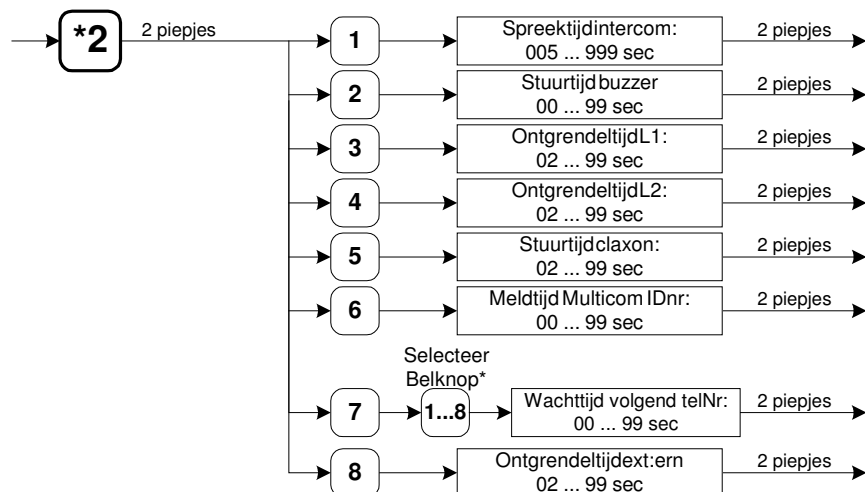 *2
2 piepjes
1
Spreektijdintercom:
005 ... 999 sec
2 piepjes
2
Stuurtijdbuzzer
00 ... 99 sec
2 piepjes
3
OntgrendeltijdL1:
02 ... 99 sec
2 piepjes
4
OntgrendeltijdL2:
02 ... 99 sec
2 piepjes
5
Stuurtijdclaxon:
02 ... 99 sec
2 piepjes
6
Meldtijd Multicom IDnr:
00 ... 99 sec
2 piepjes
Selecteer
Belknop*
7
1...8
Wachttijd volgend telNr:
00 ... 99 sec
2 piepjes
8
Ontgrendeltijdext:ern
02 ... 99 sec
2 piepjes